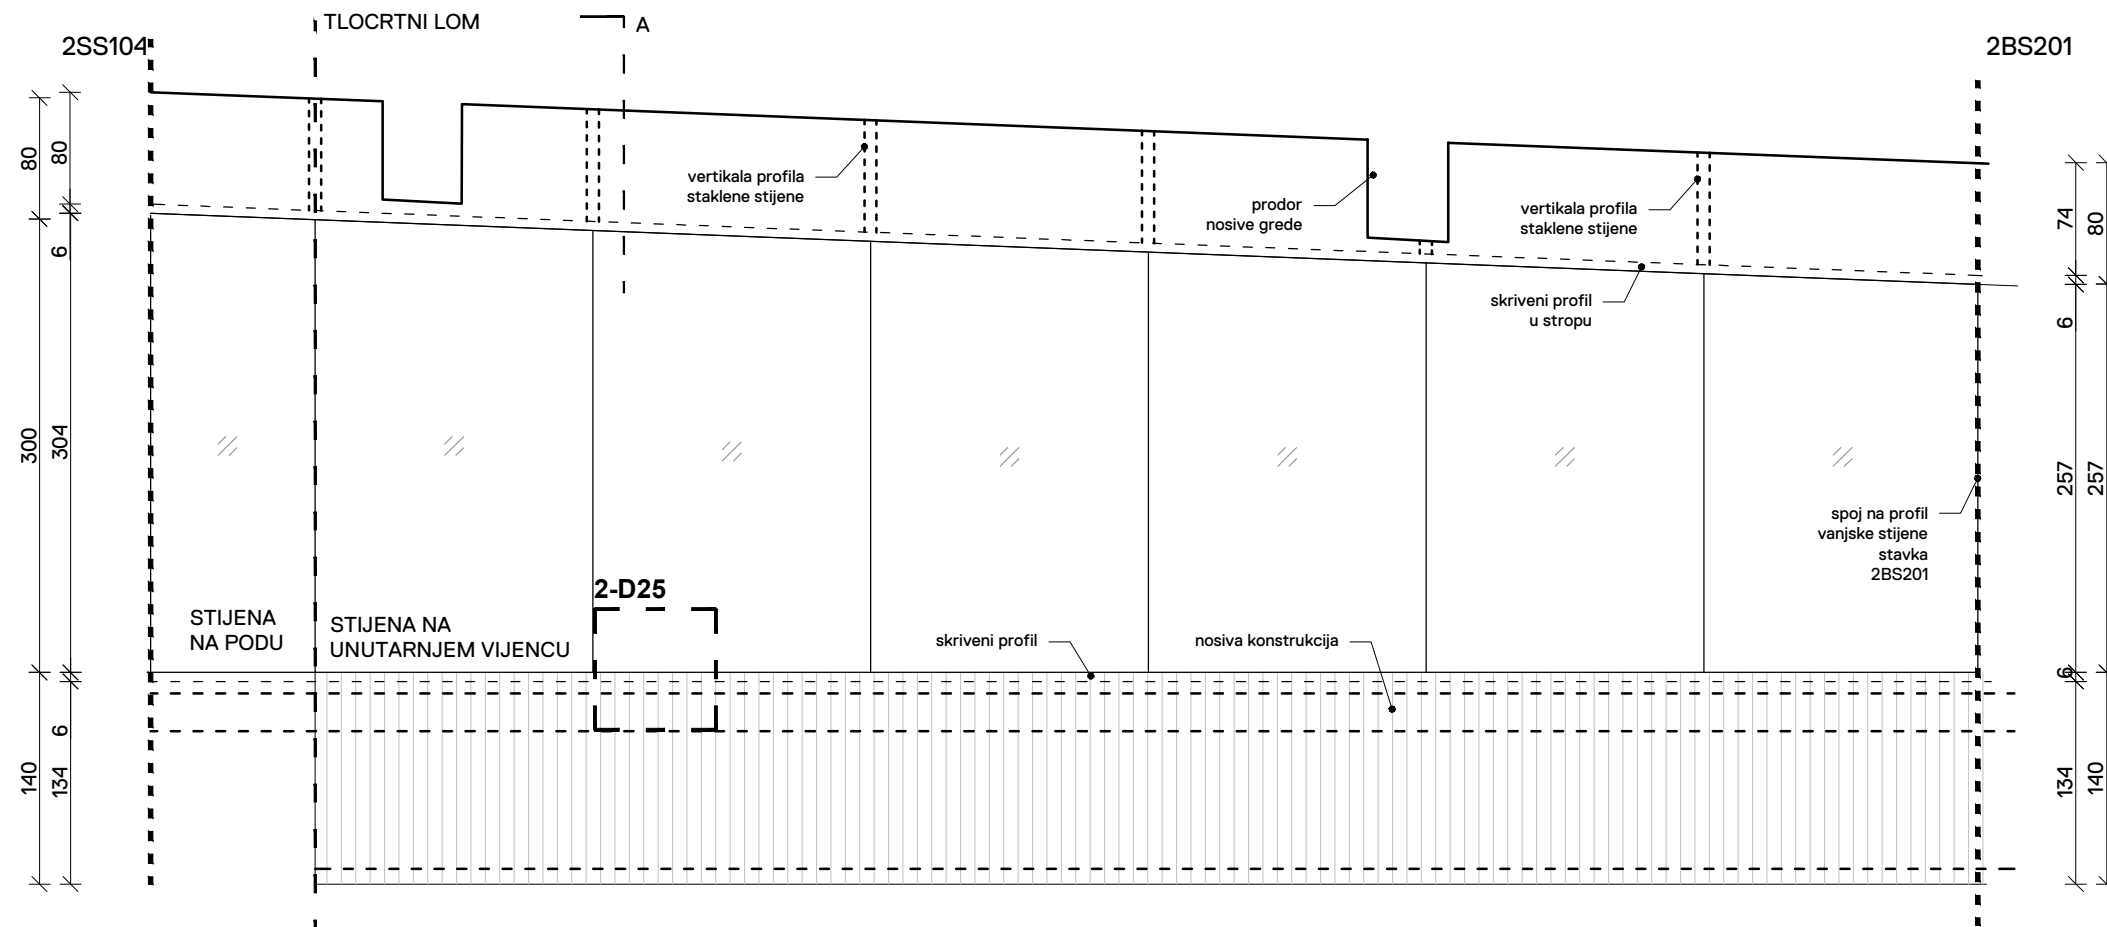 TLOCRTNI LOM
A
2SS104
2BS201
80
80
6
300
304
6
140
134
vertikala profila
staklene stijene
prodor
nosive grede
vertikala profila
staklene stijene
skriveni profil
u stropu
74
80
6
257
257
spoj na profil
vanjske stijene
stavka
2BS201
2-D25
STIJENA
NA PODU
STIJENA NA
UNUTARNJEM VIJENCU
skriveni profil
nosiva konstrukcija
6
134
140